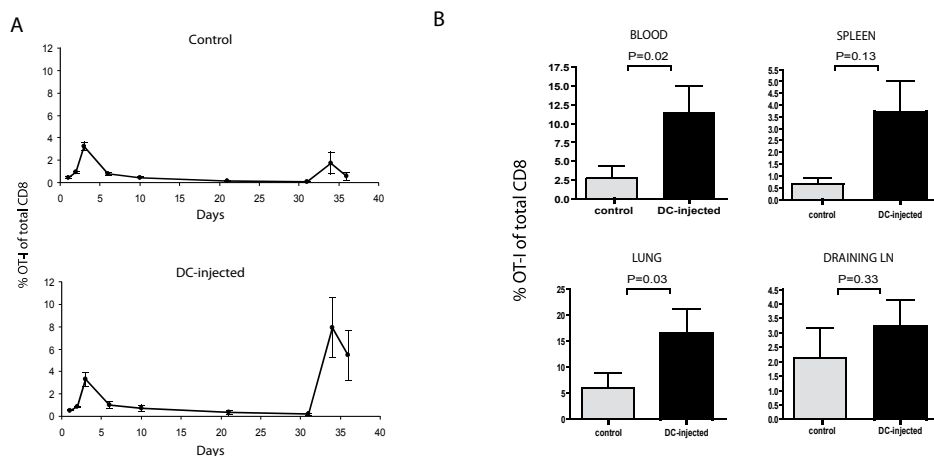 A
Control
12
10
8
6
4
2
0
0 5 10 15 20 25 30 35 40
Days
% OT-I of total CD8
DC-injected
12
10
8
6
4
2
0
0 5 10 15 20 25 30 35 40
Days
B
% OT-I of total CD8
BLOOD
P=0.02
17.5
15.0
12.5
10.0
7.5
5.0
2.5
0.0
control DC-injected
SPLEEN
P=0.13
5.5
5.0
4.5
4.0
3.5
3.0
2.5
2.0
1.5
1.0
0.5
0.0
control DC-injected
LUNG
P=0.03
25
20
15
10
5
0
control DC-injected
DRAINING LN
P=0.33
4.5
4.0
3.5
3.0
2.5
2.0
1.5
1.0
0.5
0.0
control DC-injected